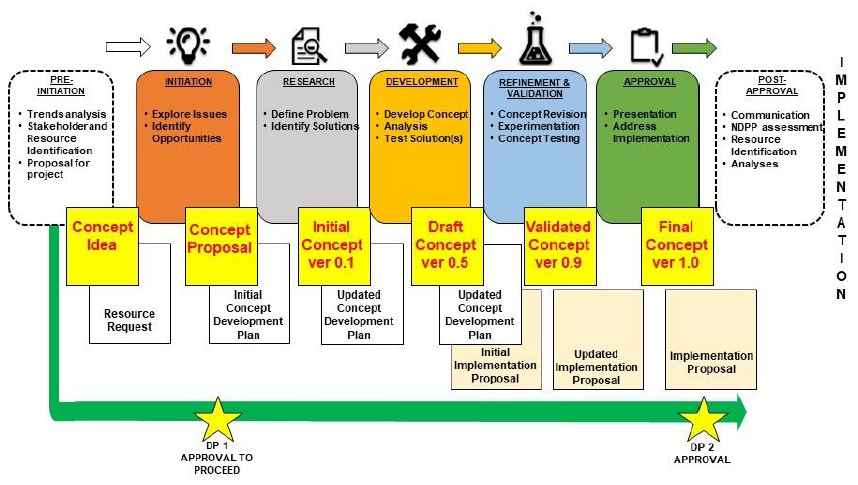 PRE-
INITIATION
• Trends analysis
• Stakeholder and
Resource
Identification
• Proposal for
project
INITIATION
• Explore Issues
• Identify
Opportunities
RESEARCH
• Define Problem
• Identify Solutions
DEVELOPMENT
• Develop Concept
• Analysis
• Test Solution(s)
REFINEMENT &
VALIDATION
• Concept Revision
• Experimentation
• Concept Testing
APPROVAL
• Presentation
• Address
Implementation
POST-
APPROVAL
• Communication
• NDPP assessment
• Resource
Identification
• Analyses
IMPLEMENTATION
Concept
Idea
Concept
Proposal
Initial
Concept
ver 0.1
Draft
Concept
ver 0.5
Validated
Concept
ver 0.9
Final
Concept
ver 1.0
Resource
Request
Initial
Concept
Development
Plan
Updated
Concept
Development
Plan
Updated
Concept
Development
Plan
Initial
Implementation
Proposal
Updated
Implementation
Proposal
Implementation
Proposal
DP 1
APPROVAL TO
PROCEED
DP 2
APPROVAL